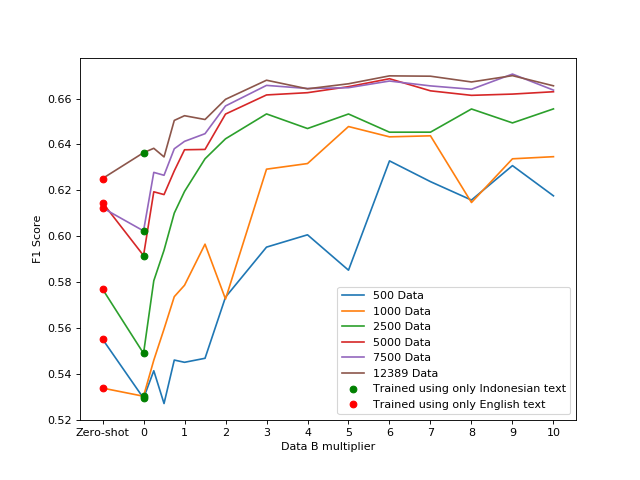 F1 Score
0.66
0.64
0.62
0.60
0.58
0.56
0.54
0.52
500 Data
1000 Data
2500 Data
5000 Data
7500 Data
12389 Data
Trained using only Indonesian text
Trained using only English text
Zero-shot 0 1 2 3 4 5 6 7 8 9 10
Data B multiplier